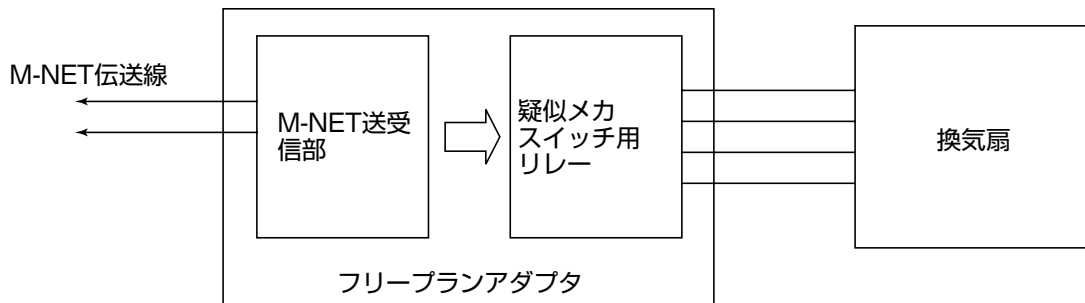 M-NET伝送線
M-NET送受
信部
疑似メカ
スイッチ用
リレー
換気扇
フリープランアダプタ